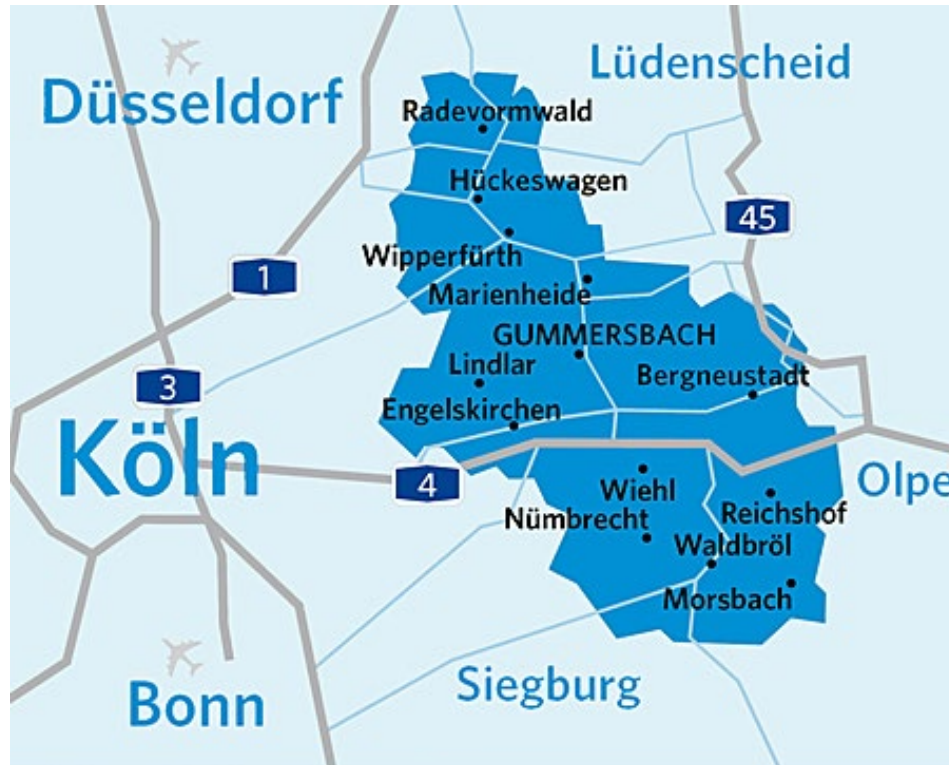 Lüdenscheid
Düsseldorf
Radevormwald
Hückeswagen
45
Wipperfürth
1
Marienheide
GUMMERSBACH
Lindlar
Bergneustadt
3
Engelskirchen
Köln
4
Olpe
Wiehl
Reichshof
Nümbrecht
Waldbröl
Morsbach
Siegburg
Bonn